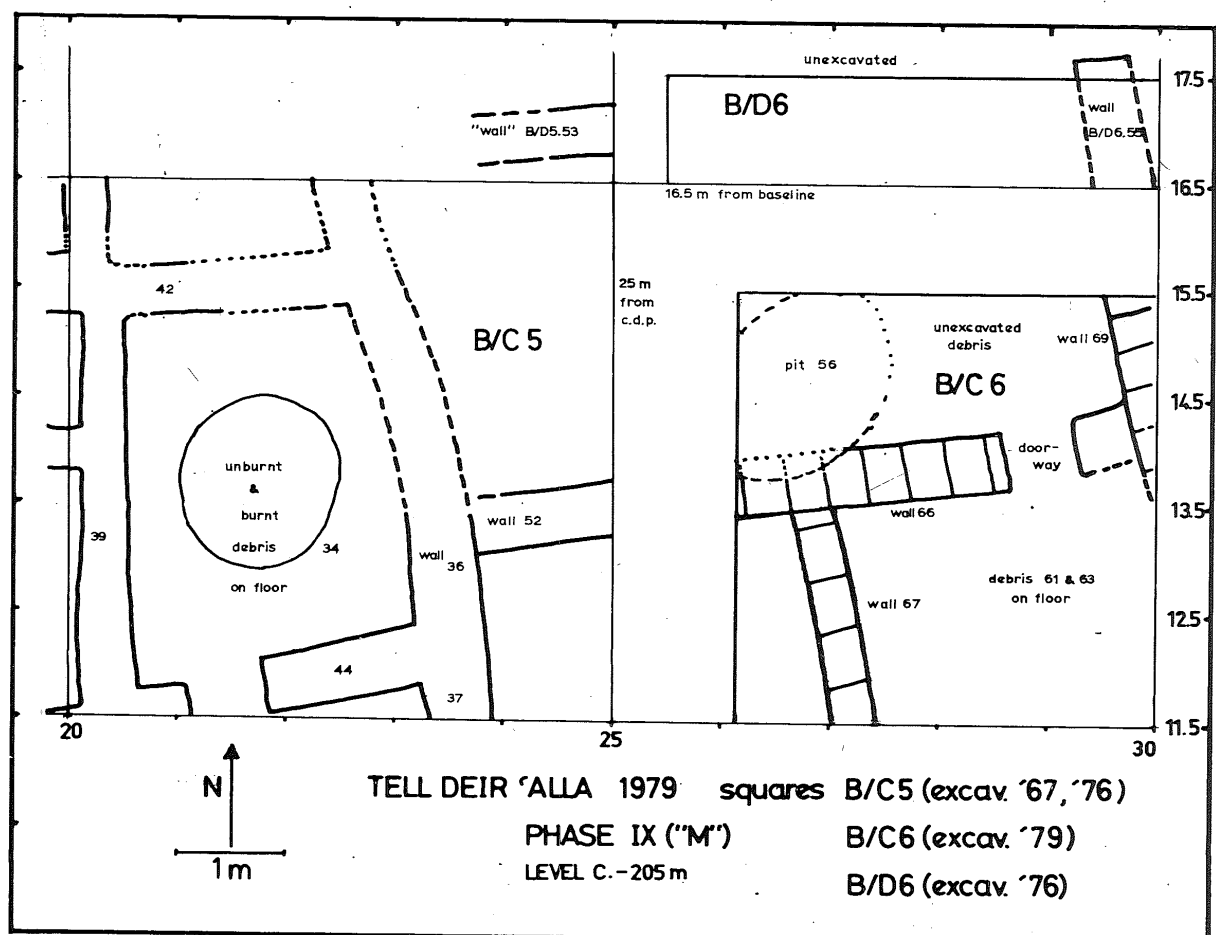 unexcavated
17.5
B/D6
wall
B/D6.55
"wall" B/D5.53
16.5
16.5 m from baseline
42
25 m
from
c.d.p.
15.5
B/C 5
unexcavated
debris
wall 69
pit 56
B/C 6
14.5
door-
way
unburnt
&
burnt
debris
34
on floor
39
wall
36
wall 52
wall 66
13.5
debris 61 & 63
on floor
wall 67
12.5
44
37
11.5
20
25
30
N
1m
TELL DEIR ʻALLA 1979 squares B/C5 (excav. ´67, ´76)
PHASE IX ("M") B/C6 (excav. ´79)
LEVEL C.-205 m
B/D6 (excav. ´76)